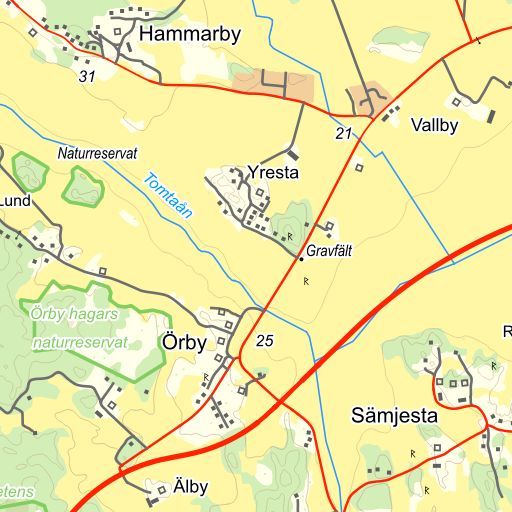 Hammarby
31
21
Vallby
Naturreservat
Yresta
Tomtaån
Lund
R
Gravfält
R
Örby hagars
naturreservat
Örby
25
R
R
Sämjesta
R
R
Älby
etens